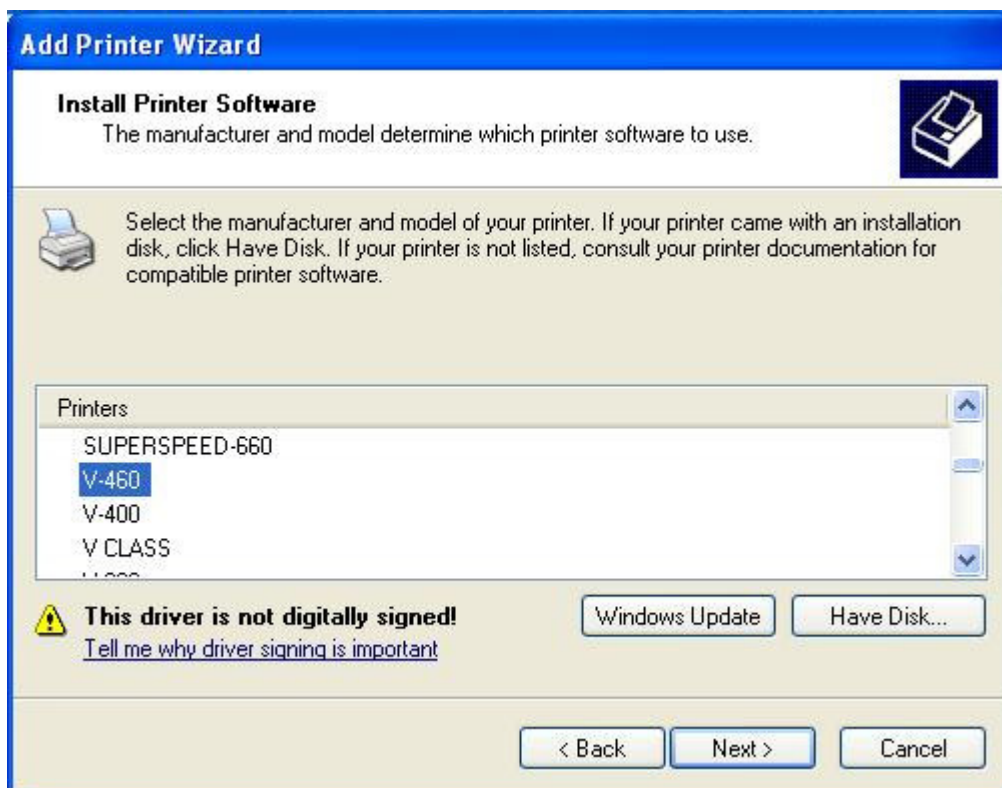 Add Printer Wizard
Install Printer Software
The manufacturer and model determine which printer software to use.
Select the manufacturer and model of your printer. If your printer came with an installation
disk, click Have Disk. If your printer is not listed, consult your printer documentation for
compatible printer software.
Printers
SUPERSPEED-660
V-460
V-400
V CLASS
This driver is not digitally signed!
Windows Update
Have Disk...
Tell me why driver signing is important
< Back
Next >
Cancel